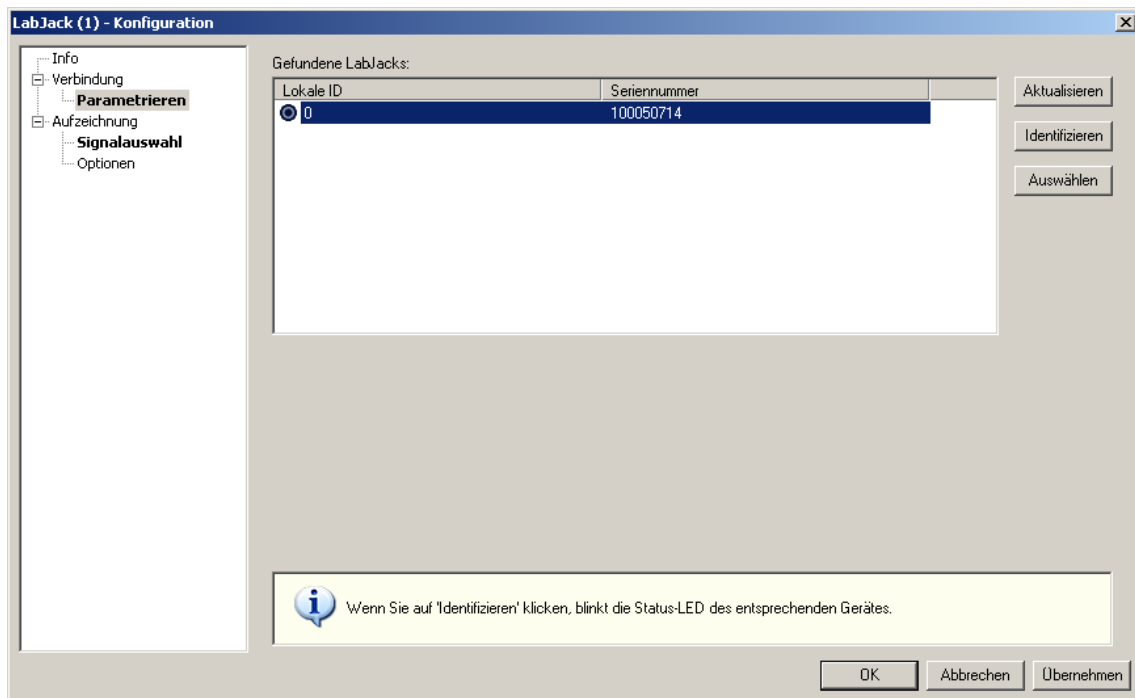 LabJack (1) - Konfiguration
Info
Verbindung
Parametrieren
Aufzeichnung
Signalauswahl
Optionen
Gefundene LabJacks:
Lokale ID Seriennummer
0 100050714
Aktualisieren
Identifizieren
Auswählen
Wenn Sie auf 'Identifizieren' klicken, blinkt die Status-LED des entsprechenden Gerätes.
OK Abbrechen Übernehmen